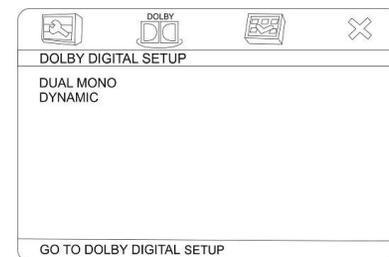 DOLBY
DOLBY DIGITAL SETUP
DUAL MONO
DYNAMIC
GO TO DOLBY DIGITAL SETUP